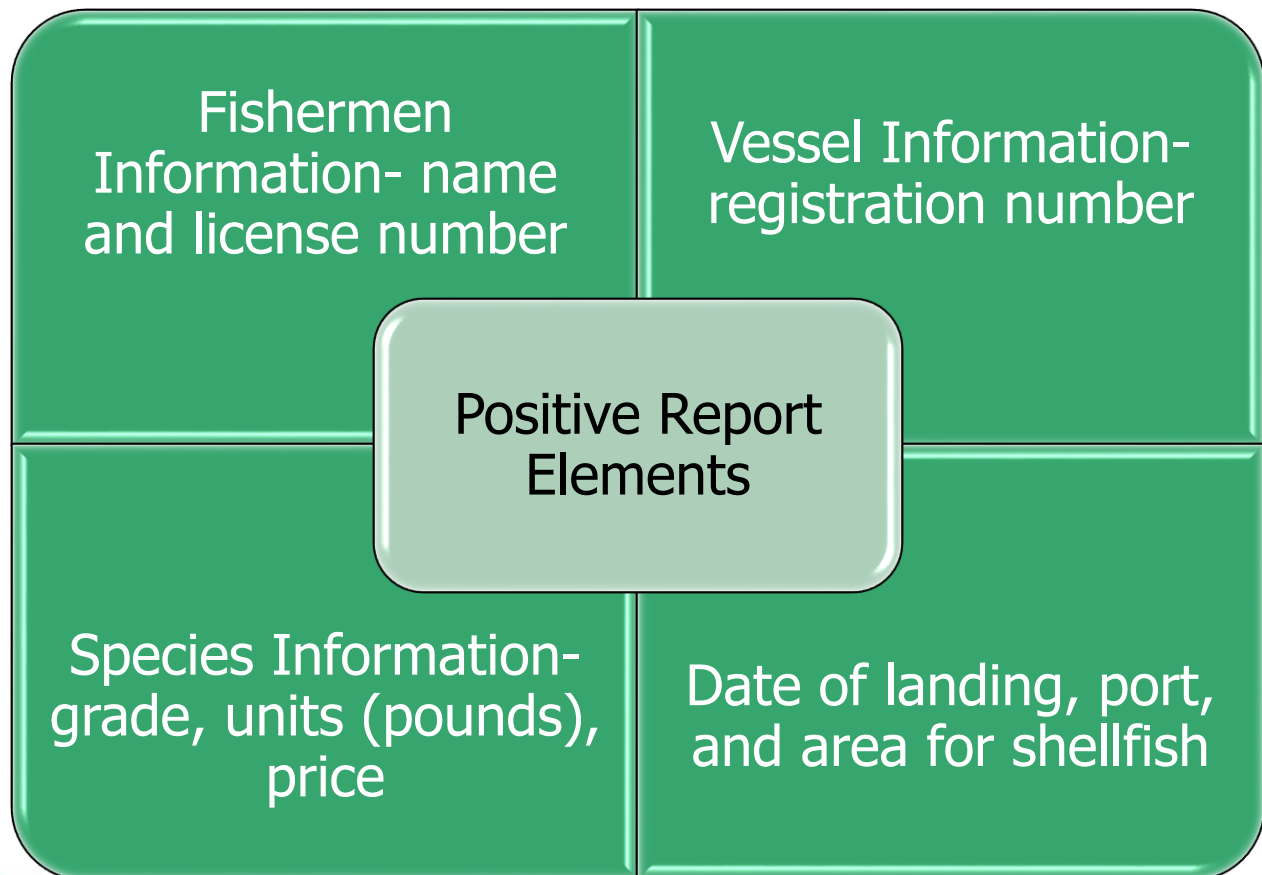 Fishermen
Information- name
and license number
Vessel Information-
registration number
Positive Report
Elements
Species Information-
grade, units (pounds),
price
Date of landing, port,
and area for shellfish